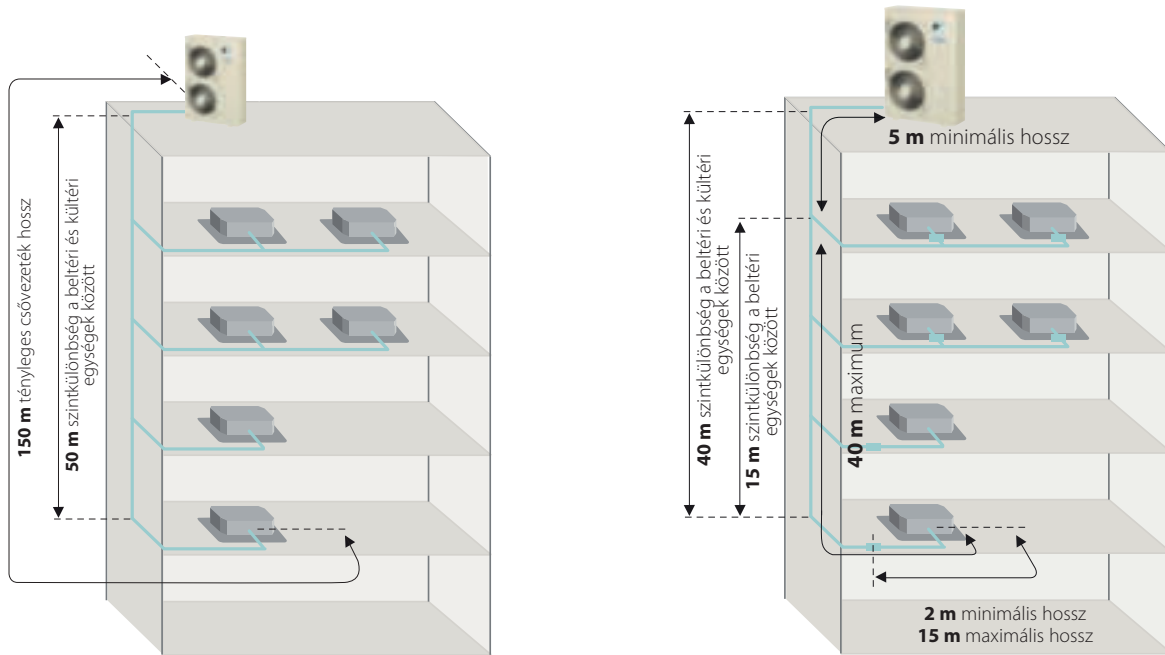 150 m tényleges csővezeték hossz
50 m szintkülönbség a beltéri és kültéri
egységek között
5 m minimális hossz
40 m szintkülönbség a beltéri és kültéri
egységek között
15 m szintkülönbség a beltéri
egységek között
40 m maximum
2 m minimális hossz
15 m maximális hossz